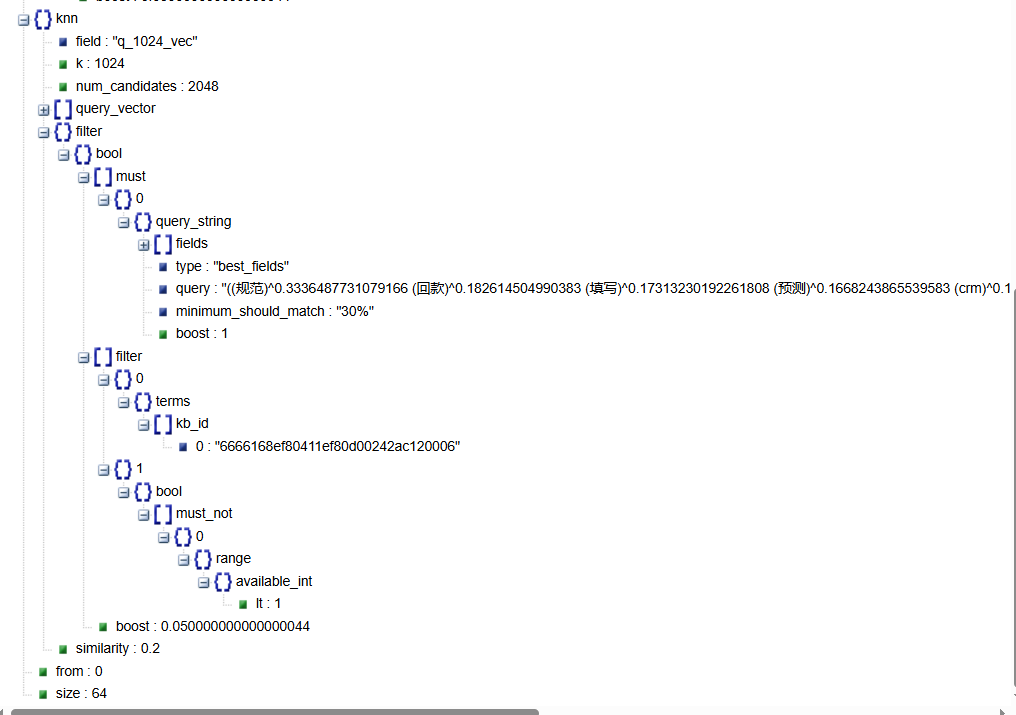 knn
field : "q_1024_vec"
k : 1024
num_candidates : 2048
query_vector
filter
bool
must
0
query_string
fields
type : "best_fields"
query : "((规范)^0.3336487731079166 (回款)^0.182614504990383 (填写)^0.17313230192261808 (预测)^0.1668243865539583 (crm)^0.1
minimum_should_match : "30%"
boost : 1
filter
0
terms
kb_id
0 : "6666168ef80411ef80d00242ac120006"
1
bool
must_not
0
range
available_int
lt : 1
boost : 0.050000000000000044
similarity : 0.2
from : 0
size : 64